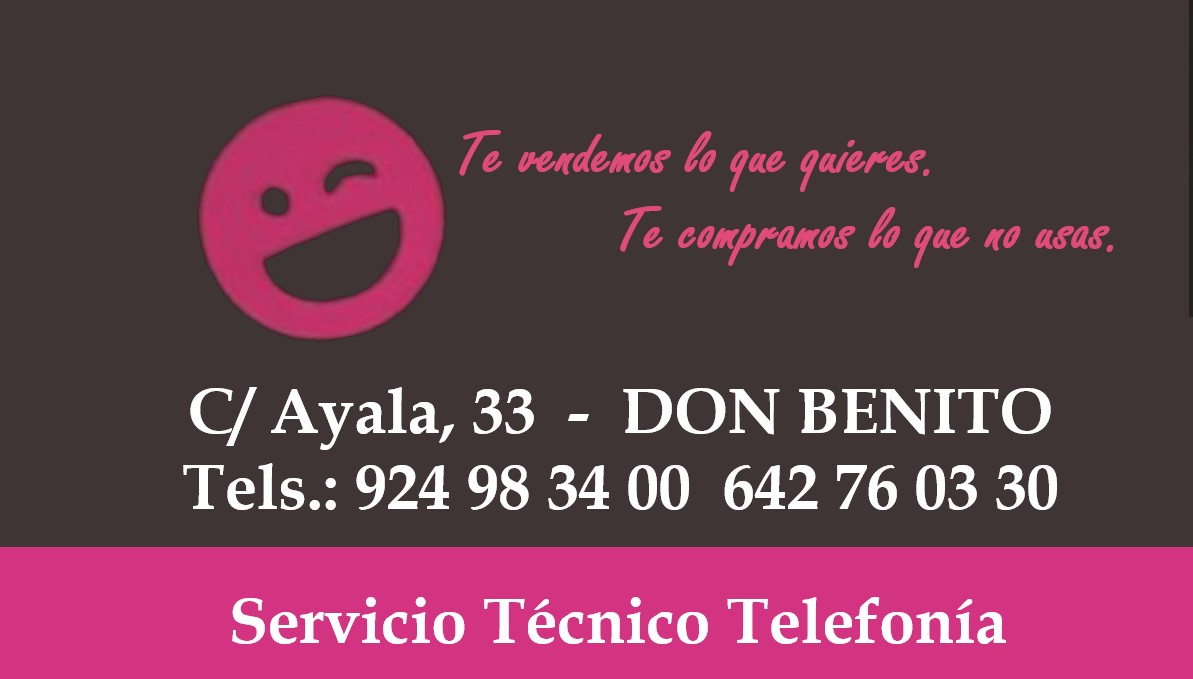 Te vendemos lo que quieres.
Te compramos lo que no usas.
C/ Ayala, 33 - DON BENITO
Tels.: 924 98 34 00 642 76 03 30
Servicio Técnico Telefonía